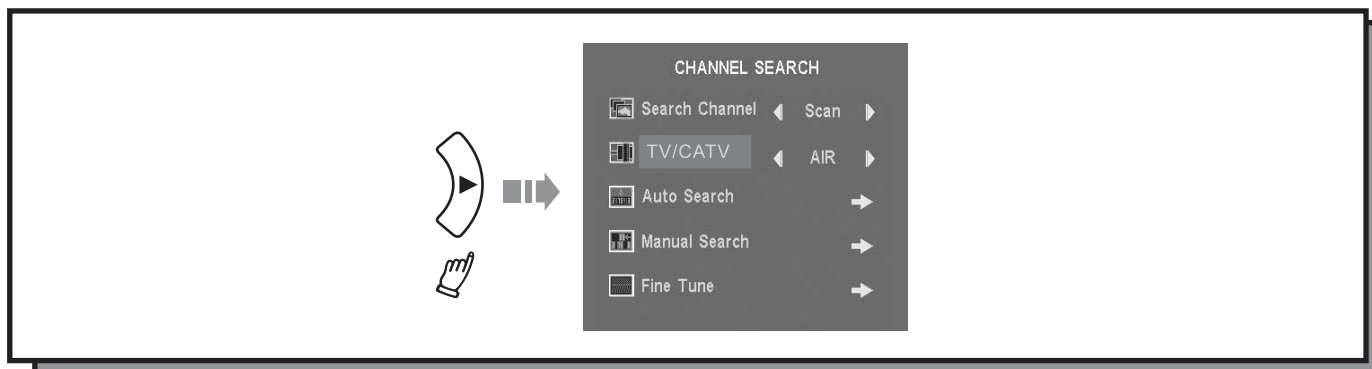 CHANNEL SEARCH
Search Channel Scan
TV/CATV AIR
Auto Search
Manual Search
Fine Tune